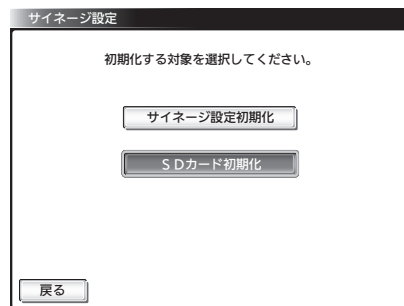 サイネージ設定
初期化する対象を選択してください。
サイネージ設定初期化
ＳＤカード初期化
戻る